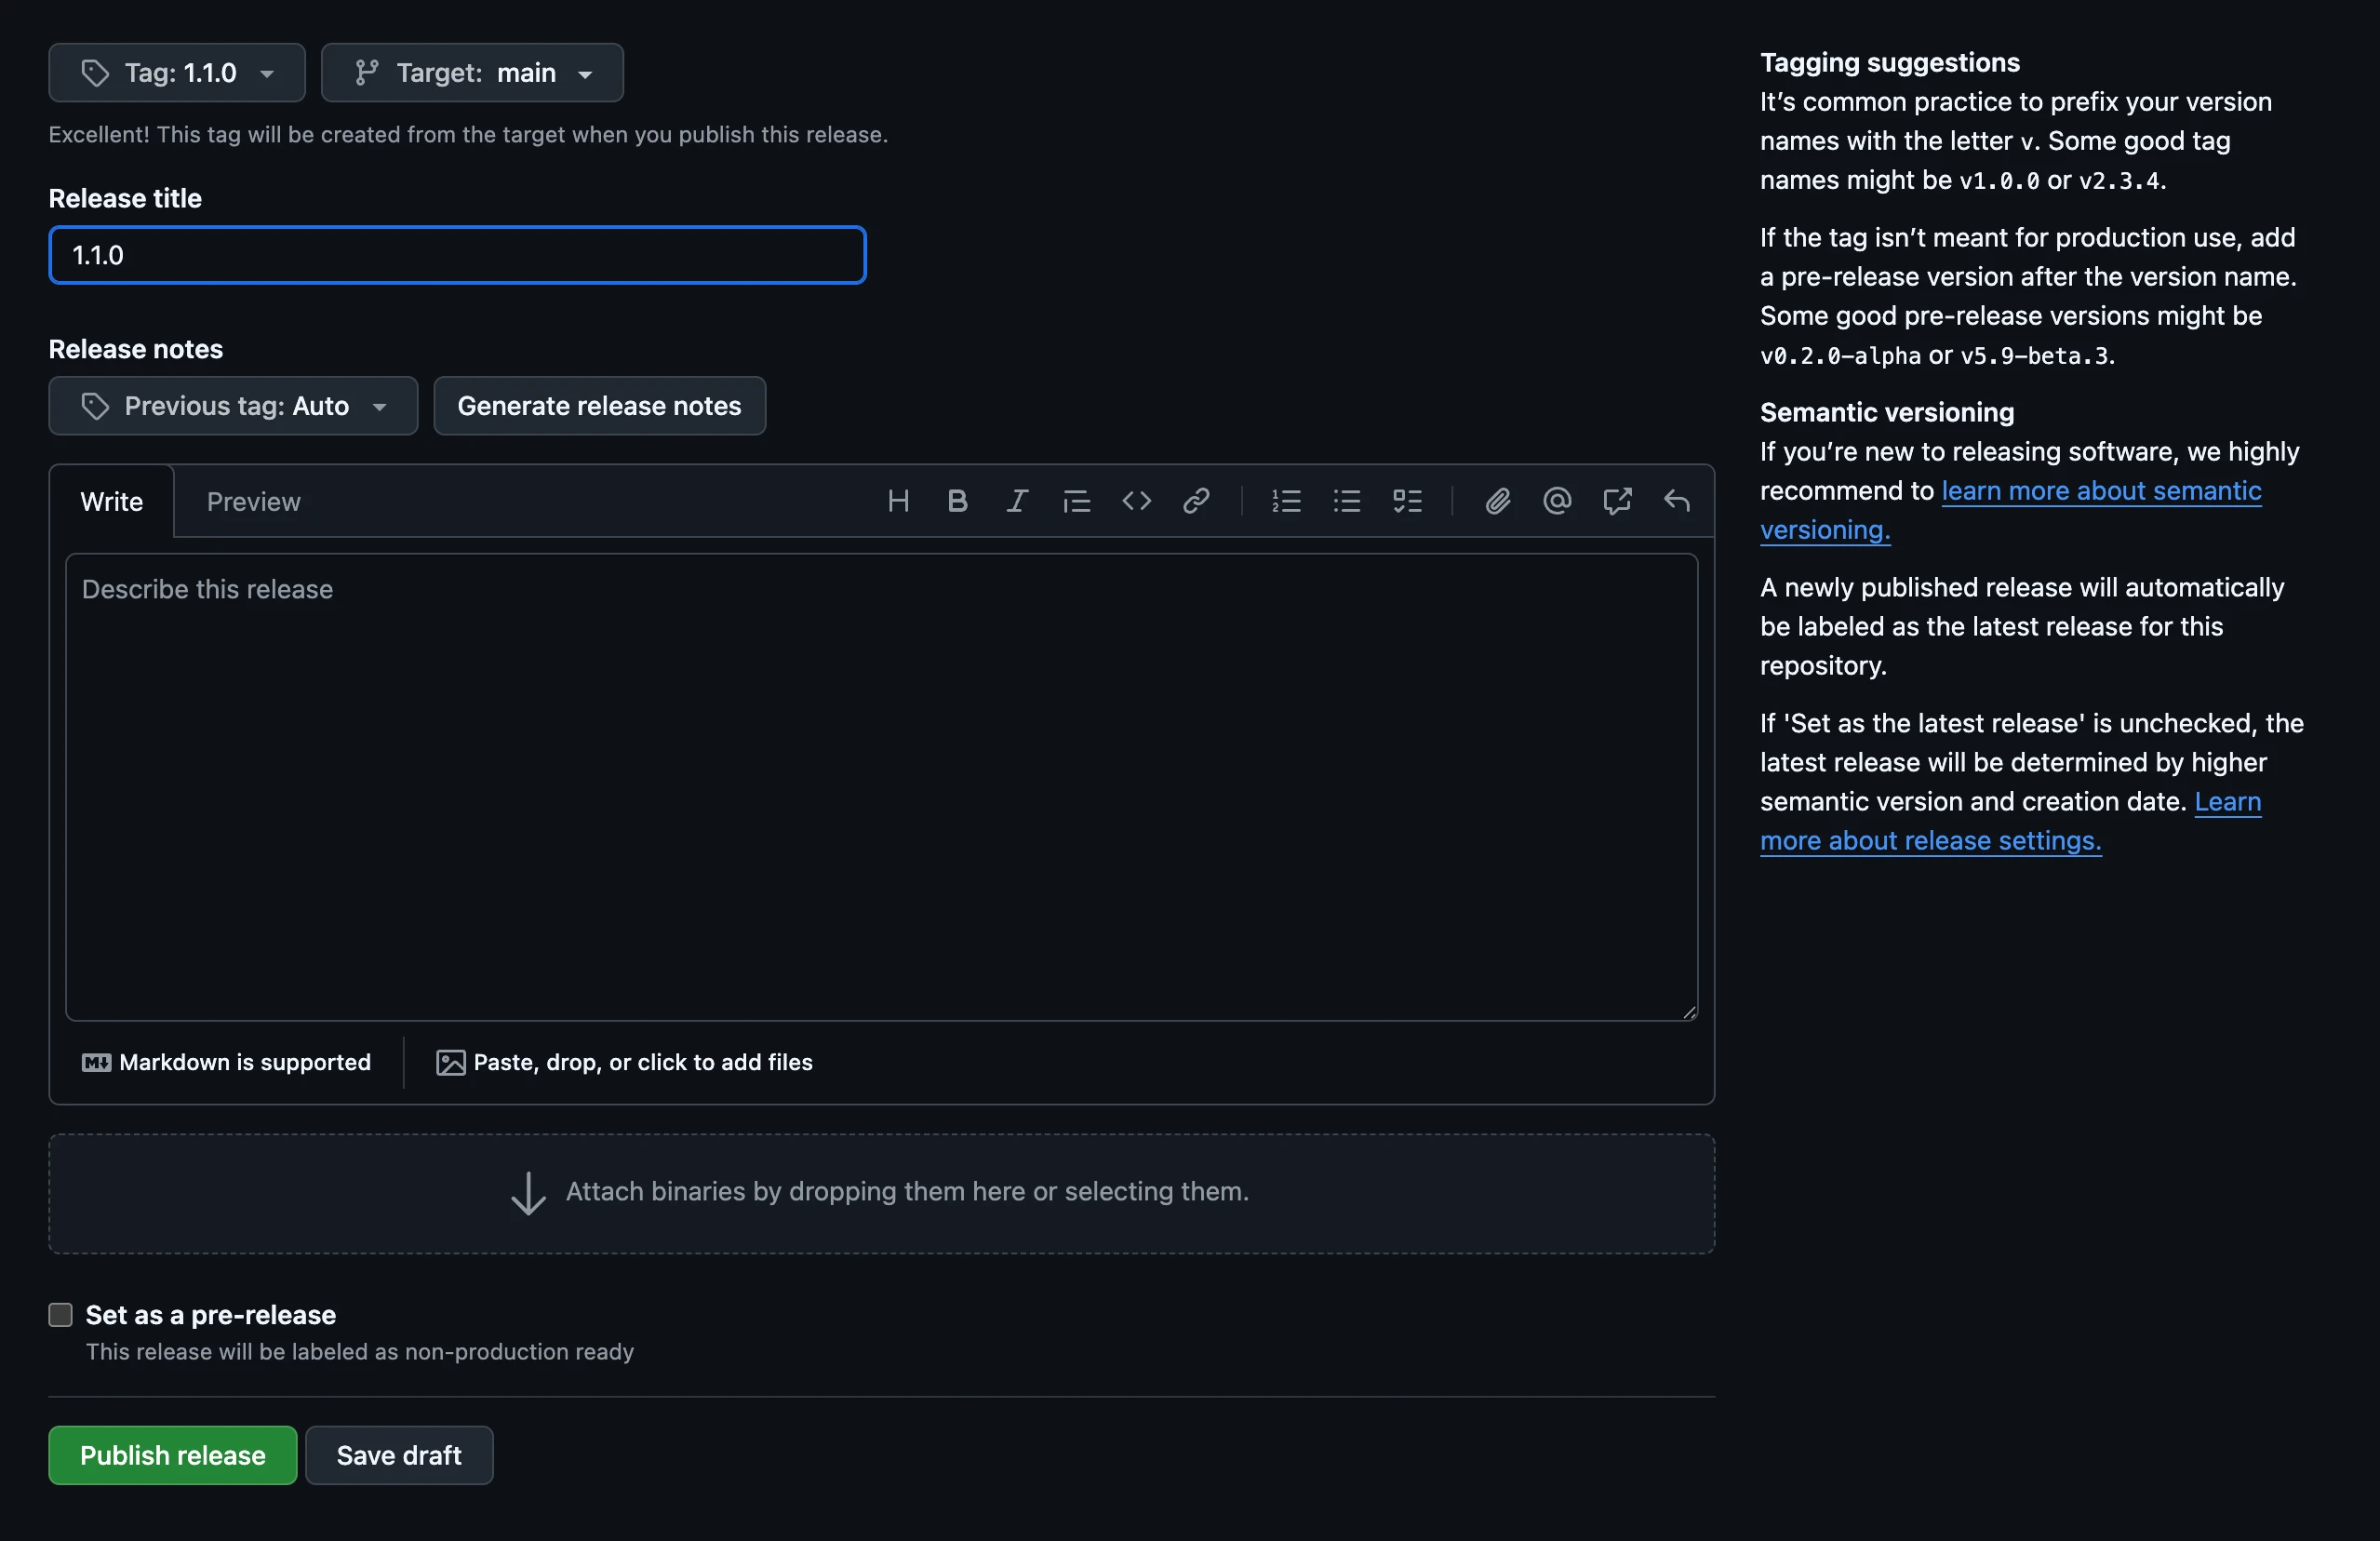 Tag: 1.1.0
Target: main
Excellent! This tag will be created from the target when you publish this release.
Release title
1.1.0
Release notes
Previous tag: Auto
Generate release notes
Write
Preview
Describe this release
Markdown is supported
Paste, drop, or click to add files
Attach binaries by dropping them here or selecting them.
Set as a pre-release
This release will be labeled as non-production ready
Publish release
Save draft
Tagging suggestions
It’s common practice to prefix your version
names with the letter v. Some good tag
names might be v1.0.0 or v2.3.4.
If the tag isn’t meant for production use, add
a pre-release version after the version name.
Some good pre-release versions might be
v0.2.0-alpha or v5.9-beta.3.
Semantic versioning
If you’re new to releasing software, we highly
recommend to learn more about semantic
versioning.
A newly published release will automatically
be labeled as the latest release for this
repository.
If 'Set as the latest release' is unchecked, the
latest release will be determined by higher
semantic version and creation date. Learn
more about release settings.